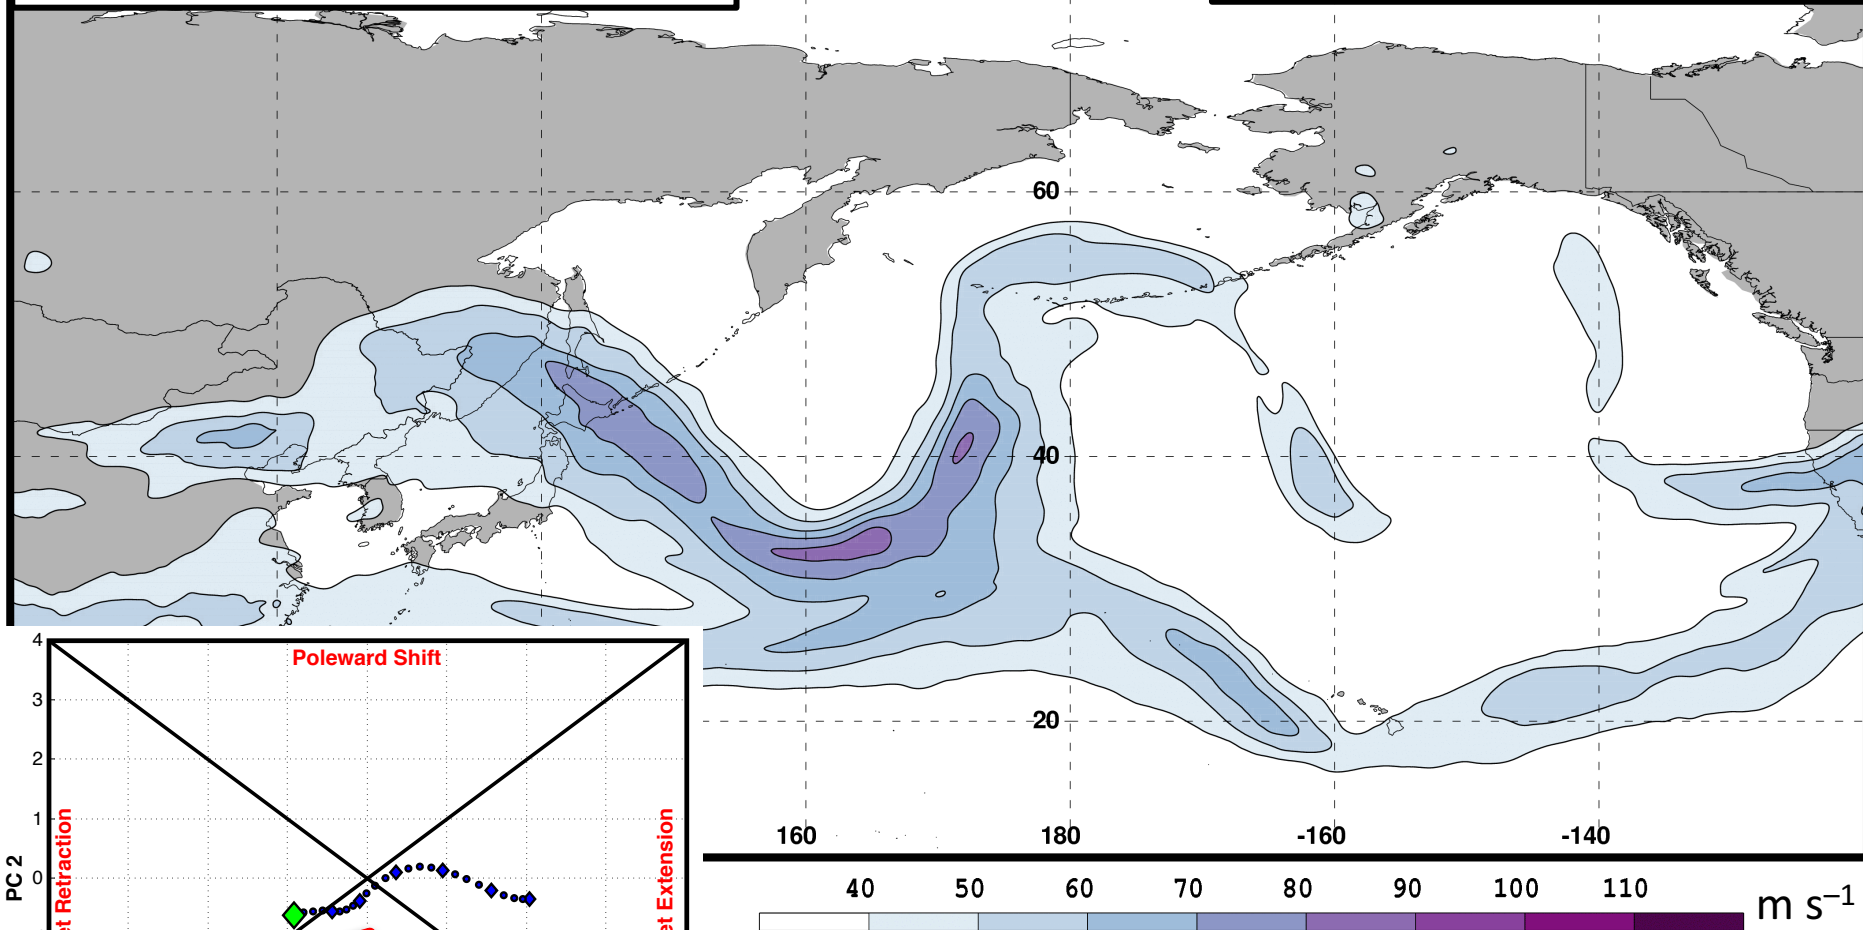 60
40
20
160
180
-160
-140
4
3
2
1
0
PC 2
Poleward Shift
et Retraction
et Extension
40 50 60 70 80 90 100 110
m s⁻¹